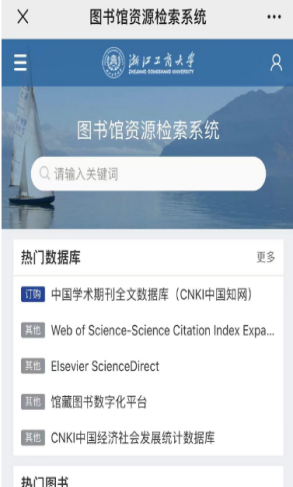 图书馆资源检索系统
浙江工商大学
ZHEJIANG GONGSHANG UNIVERSITY
图书馆资源检索系统
请输入关键词
热门数据库 更多
订购 中国学术期刊全文数据库（CNKI中国知网）
其他 Web of Science-Science Citation Index Expa...
其他 Elsevier ScienceDirect
其他 馆藏图书数字化平台
其他 CNKI中国经济社会发展统计数据库
热门图书